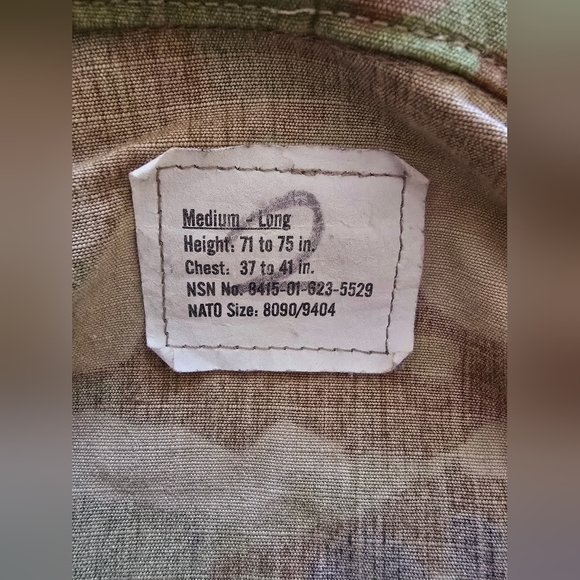 Medium - Long
Height: 71 to 75 in.
Chest: 37 to 41 in.
NSN No. 8415-01-623-5529
NATO Size: 8090/9404